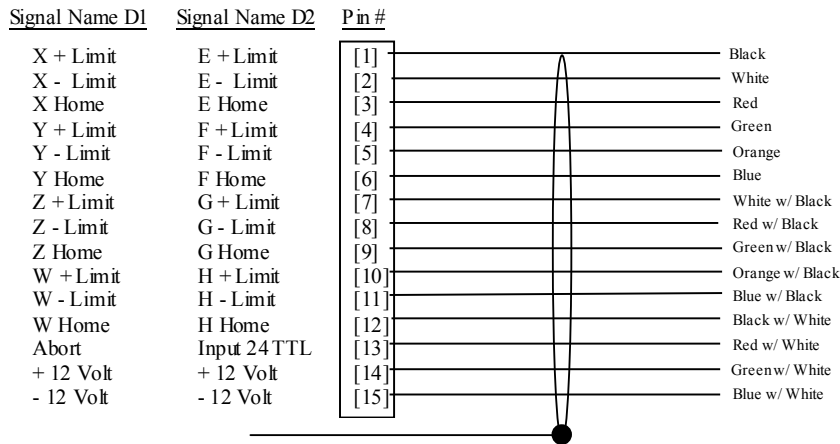 Signal Name D1 Signal Name D2 Pin #
X + Limit E + Limit [1] Black
X - Limit E - Limit [2] White
X Home E Home [3] Red
Y + Limit F + Limit [4] Green
Y - Limit F - Limit [5] Orange
Y Home F Home [6] Blue
Z + Limit G + Limit [7] White w/ Black
Z - Limit G - Limit [8] Red w/ Black
Z Home G Home [9] Green w/ Black
W + Limit H + Limit [10] Orange w/ Black
W - Limit H - Limit [11] Blue w/ Black
W Home H Home [12] Black w/ White
Abort Input 24 TTL [13] Red w/ White
+ 12 Volt + 12 Volt [14] Green w/ White
- 12 Volt - 12 Volt [15] Blue w/ White